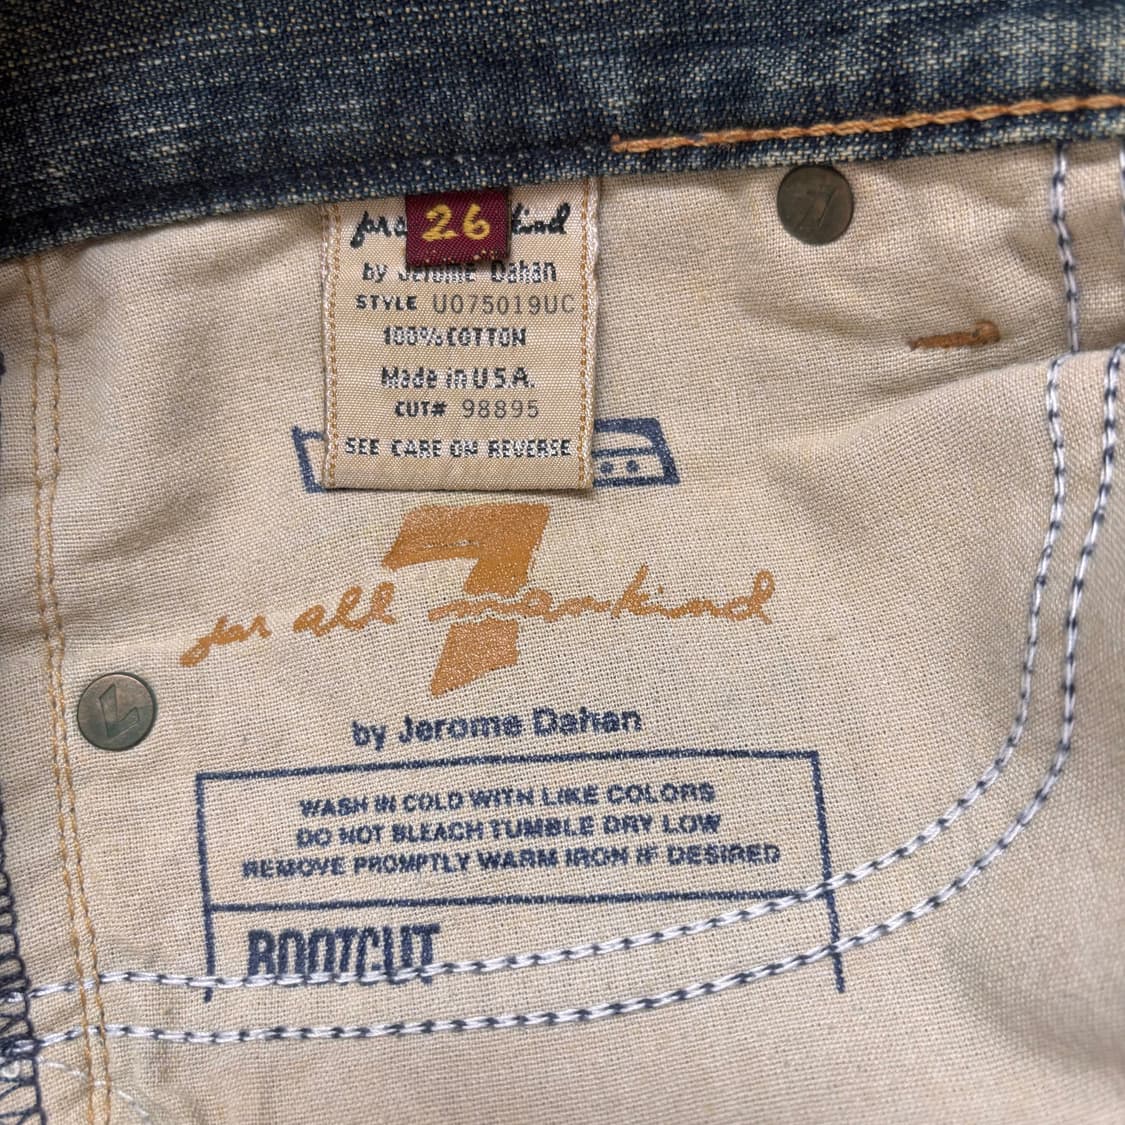 26
by Jerome Dahan
STYLE U075019UC
100% COTTON
Made in U.S.A.
CUT# 98895
SEE CARE ON REVERSE
7
for all mankind
by Jerome Dahan
WASH IN COLD WITH LIKE COLORS
DO NOT BLEACH TUMBLE DRY LOW
REMOVE PROMPTLY WARM IRON IF DESIRED
BOOTCUT
7
7